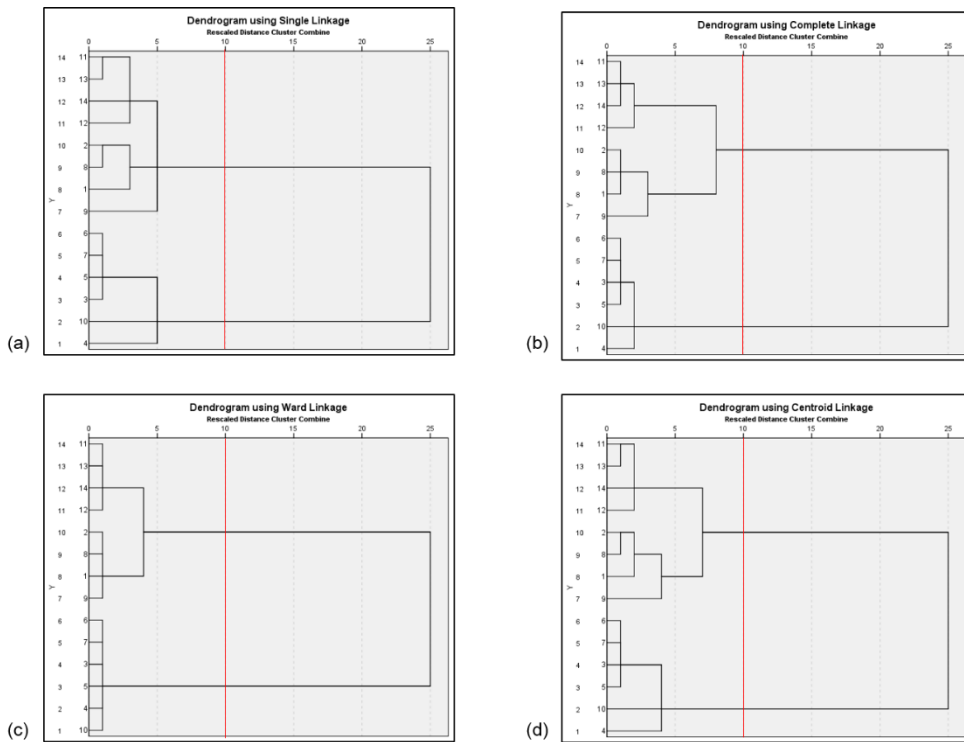 (a)
Dendrogram using Single Linkage
Rescaled Distance Cluster Combine
0 5 10 15 20 25
14 11
13 13
12 14
11 12
10 2
9 8
8 1
Y
7 9
6 6
5 7
4 5
3 3
2 10
1 4
(b)
Dendrogram using Complete Linkage
Rescaled Distance Cluster Combine
0 5 10 15 20 25
14 11
13 13
12 14
11 12
10 2
9 8
8 1
Y
7 9
6 6
5 7
4 3
3 5
2 10
1 4
(c)
Dendrogram using Ward Linkage
Rescaled Distance Cluster Combine
0 5 10 15 20 25
14 11
13 13
12 14
11 12
10 2
9 8
8 1
Y
7 9
6 6
5 7
4 3
3 5
2 4
1 10
(d)
Dendrogram using Centroid Linkage
Rescaled Distance Cluster Combine
0 5 10 15 20 25
14 11
13 13
12 14
11 12
10 2
9 8
8 1
Y
7 9
6 6
5 7
4 3
3 5
2 10
1 4